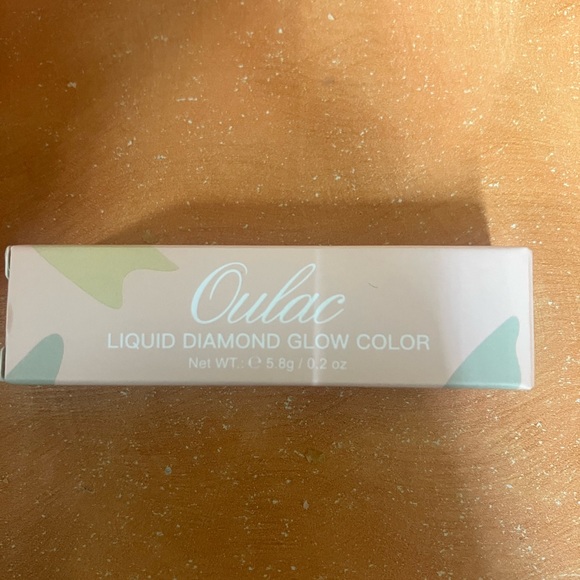 Oulac
LIQUID DIAMOND GLOW COLOR
Net WT.: ℮ 5.8g / 0.2 oz